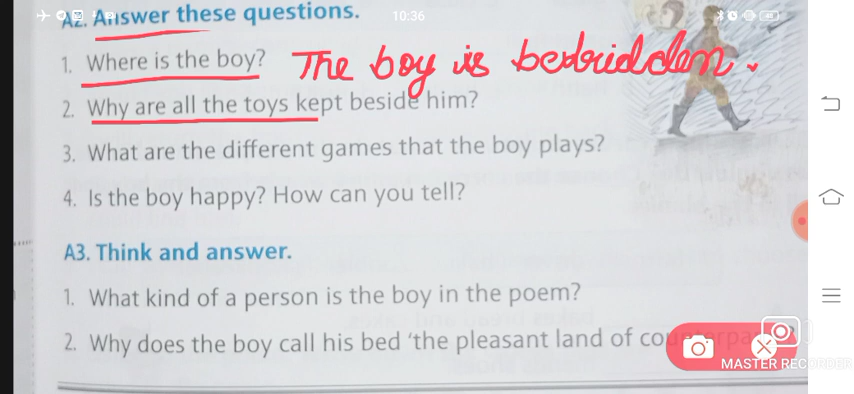 10:36
A2. Answer these questions.
1. Where is the boy? The boy is bedridden.
2. Why are all the toys kept beside him?
3. What are the different games that the boy plays?
4. Is the boy happy? How can you tell?
A3. Think and answer.
1. What kind of a person is the boy in the poem?
2. Why does the boy call his bed 'the pleasant land of counterpane'?
MASTER RECORDER